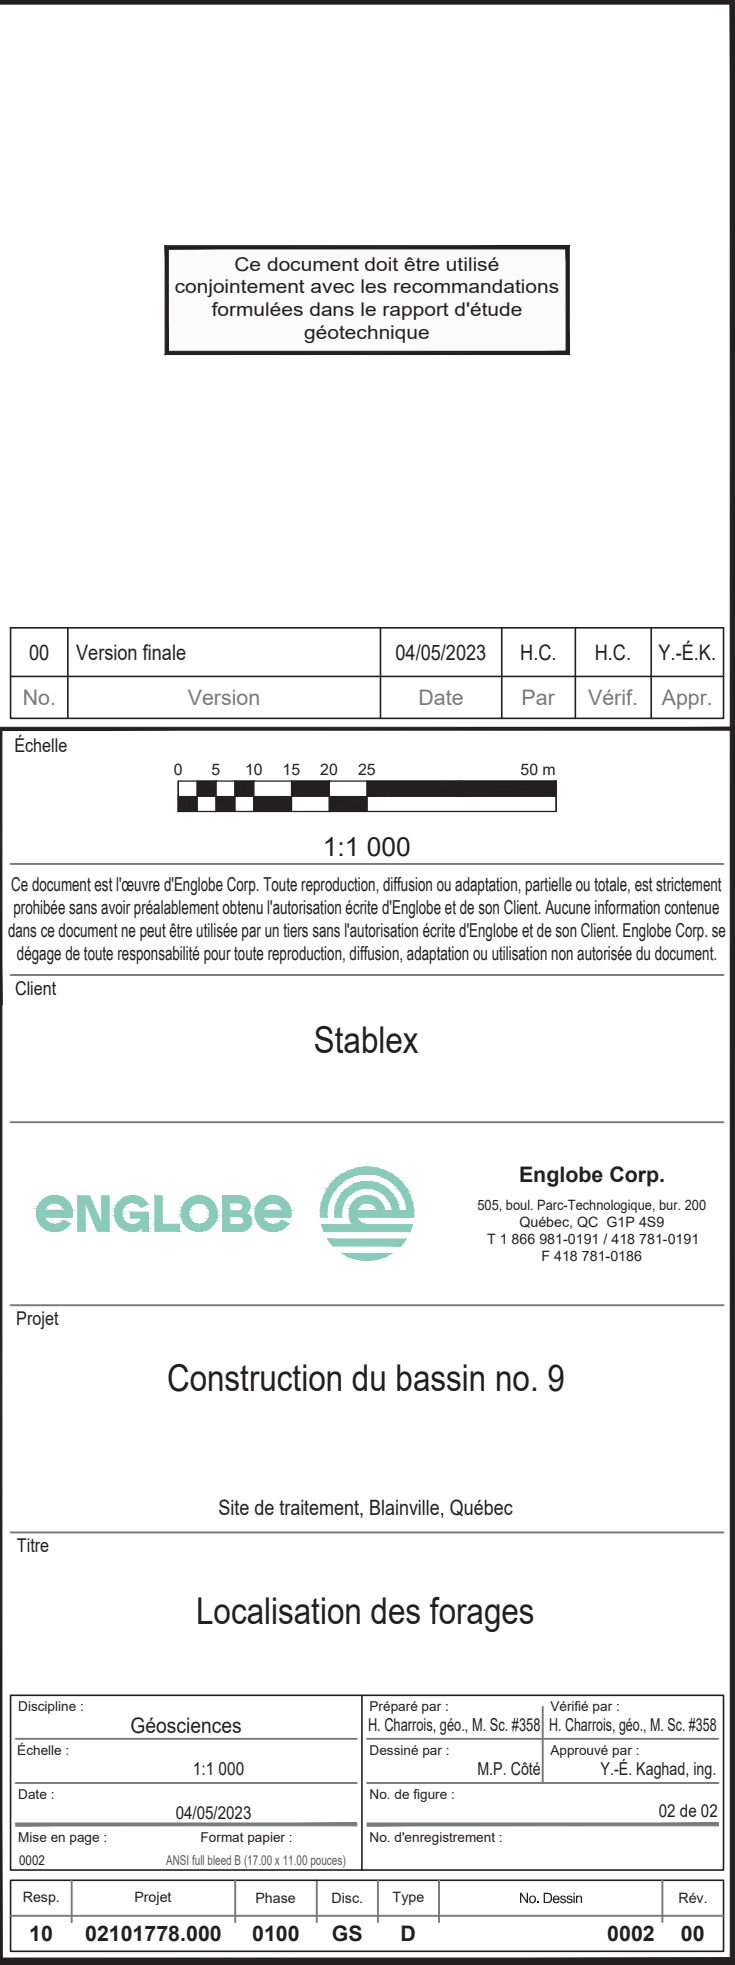 Ce document doit être utilisé
conjointement avec les recommandations
formulées dans le rapport d'étude
géotechnique
00 Version finale 04/05/2023 H.C. H.C. Y.-É.K.
No. Version Date Par Vérif. Appr.
Échelle
0 5 10 15 20 25 50 m
1:1 000
Ce document est l'œuvre d'Englobe Corp. Toute reproduction, diffusion ou adaptation, partielle ou totale, est strictement
prohibée sans avoir préalablement obtenu l'autorisation écrite d'Englobe et de son Client. Aucune information contenue
dans ce document ne peut être utilisée par un tiers sans l'autorisation écrite d'Englobe et de son Client. Englobe Corp. se
dégage de toute responsabilité pour toute reproduction, diffusion, adaptation ou utilisation non autorisée du document.
Client
Stablex
eNGLOBe
Englobe Corp.
505, boul. Parc-Technologique, bur. 200
Québec, QC G1P 4S9
T 1 866 981-0191 / 418 781-0191
F 418 781-0186
Projet
Construction du bassin no. 9
Site de traitement, Blainville, Québec
Titre
Localisation des forages
Discipline :
Géosciences
Préparé par :
H. Charrois, géo., M. Sc. #358
Vérifié par :
H. Charrois, géo., M. Sc. #358
Échelle :
1:1 000
Dessiné par :
M.P. Côté
Approuvé par :
Y.-É. Kaghad, ing.
Date :
04/05/2023
No. de figure :
02 de 02
Mise en page :
0002
Format papier :
ANSI full bleed B (17.00 x 11.00 pouces)
No. d'enregistrement :
Resp. Projet Phase Disc. Type No. Dessin Rév.
10 02101778.000 0100 GS D 0002 00